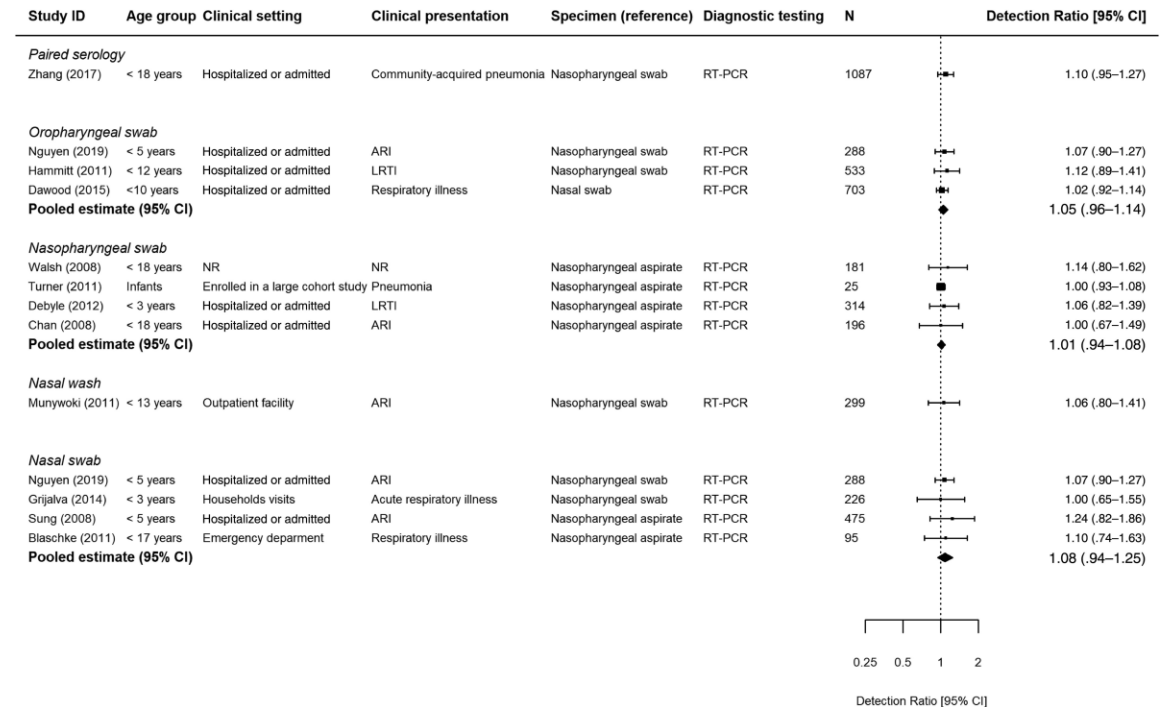 Study ID Age group Clinical setting Clinical presentation Specimen (reference) Diagnostic testing N Detection Ratio [95% CI]
Paired serology
Zhang (2017) < 18 years Hospitalized or admitted Community-acquired pneumonia Nasopharyngeal swab RT-PCR 1087 1.10 (.95–1.27)
Oropharyngeal swab
Nguyen (2019) < 5 years Hospitalized or admitted ARI Nasopharyngeal swab RT-PCR 288 1.07 (.90–1.27)
Hammitt (2011) < 12 years Hospitalized or admitted LRTI Nasopharyngeal swab RT-PCR 533 1.12 (.89–1.41)
Dawood (2015) <10 years Hospitalized or admitted Respiratory illness Nasal swab RT-PCR 703 1.02 (.92–1.14)
Pooled estimate (95% CI) 1.05 (.96–1.14)
Nasopharyngeal swab
Walsh (2008) < 18 years NR NR Nasopharyngeal aspirate RT-PCR 181 1.14 (.80–1.62)
Turner (2011) Infants Enrolled in a large cohort study Pneumonia Nasopharyngeal aspirate RT-PCR 25 1.00 (.93–1.08)
Debyle (2012) < 3 years Hospitalized or admitted LRTI Nasopharyngeal aspirate RT-PCR 314 1.06 (.82–1.39)
Chan (2008) < 18 years Hospitalized or admitted ARI Nasopharyngeal aspirate RT-PCR 196 1.00 (.67–1.49)
Pooled estimate (95% CI) 1.01 (.94–1.08)
Nasal wash
Munywoki (2011) < 13 years Outpatient facility ARI Nasopharyngeal swab RT-PCR 299 1.06 (.80–1.41)
Nasal swab
Nguyen (2019) < 5 years Hospitalized or admitted ARI Nasopharyngeal swab RT-PCR 288 1.07 (.90–1.27)
Grijalva (2014) < 3 years Households visits Acute respiratory illness Nasopharyngeal swab RT-PCR 226 1.00 (.65–1.55)
Sung (2008) < 5 years Hospitalized or admitted ARI Nasopharyngeal aspirate RT-PCR 475 1.24 (.82–1.86)
Blaschke (2011) < 17 years Emergency deparment Respiratory illness Nasopharyngeal aspirate RT-PCR 95 1.10 (.74–1.63)
Pooled estimate (95% CI) 1.08 (.94–1.25)
0.25 0.5 1 2
Detection Ratio [95% CI]